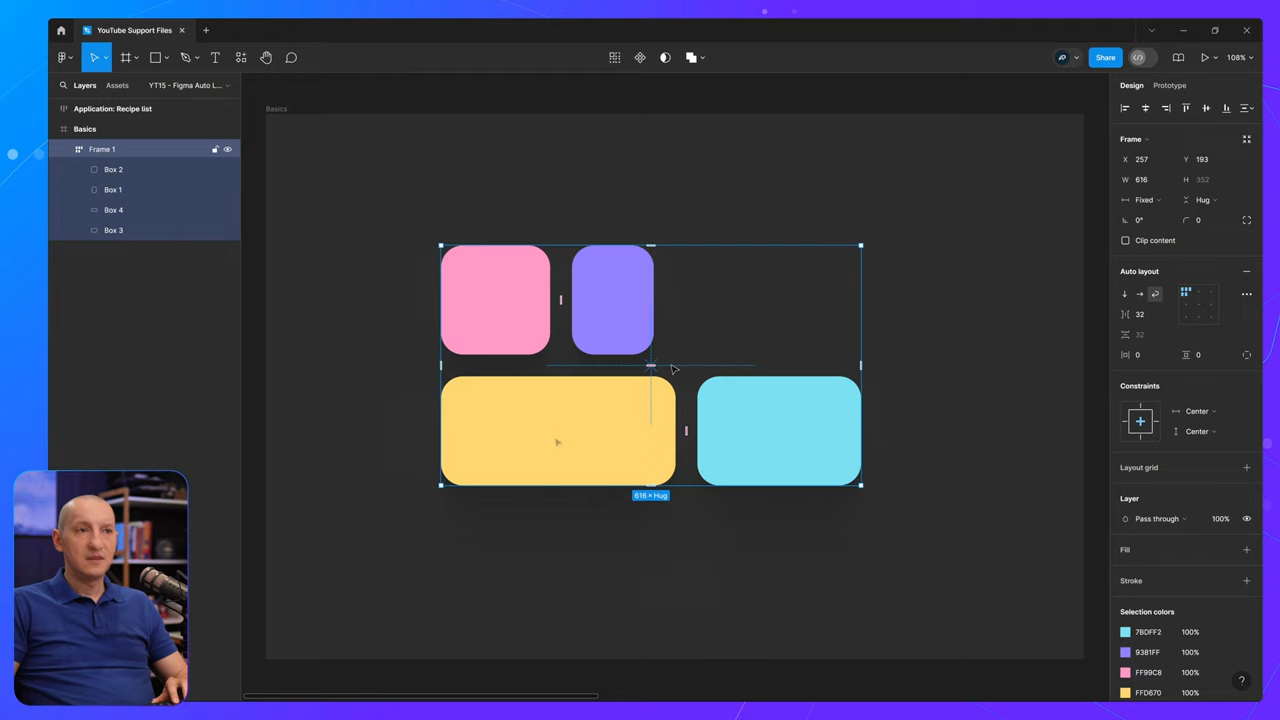 YouTube Support Files
Share
108%
Layers
Assets
YT15 - Figma Auto L...
Design
Prototype
Application: Recipe list
Basics
Frame 1
Box 2
Box 1
Box 4
Box 3
Basics
616 × Hug
Frame
X 257
Y 193
W 616
H 352
Fixed
Hug
0°
0
Clip content
Auto layout
32
32
0
0
Constraints
Center
Center
Layout grid
Layer
Pass through
100%
Fill
Stroke
Selection colors
7BDFF2 100%
9381FF 100%
FF99C8 100%
FFD670 100%
?